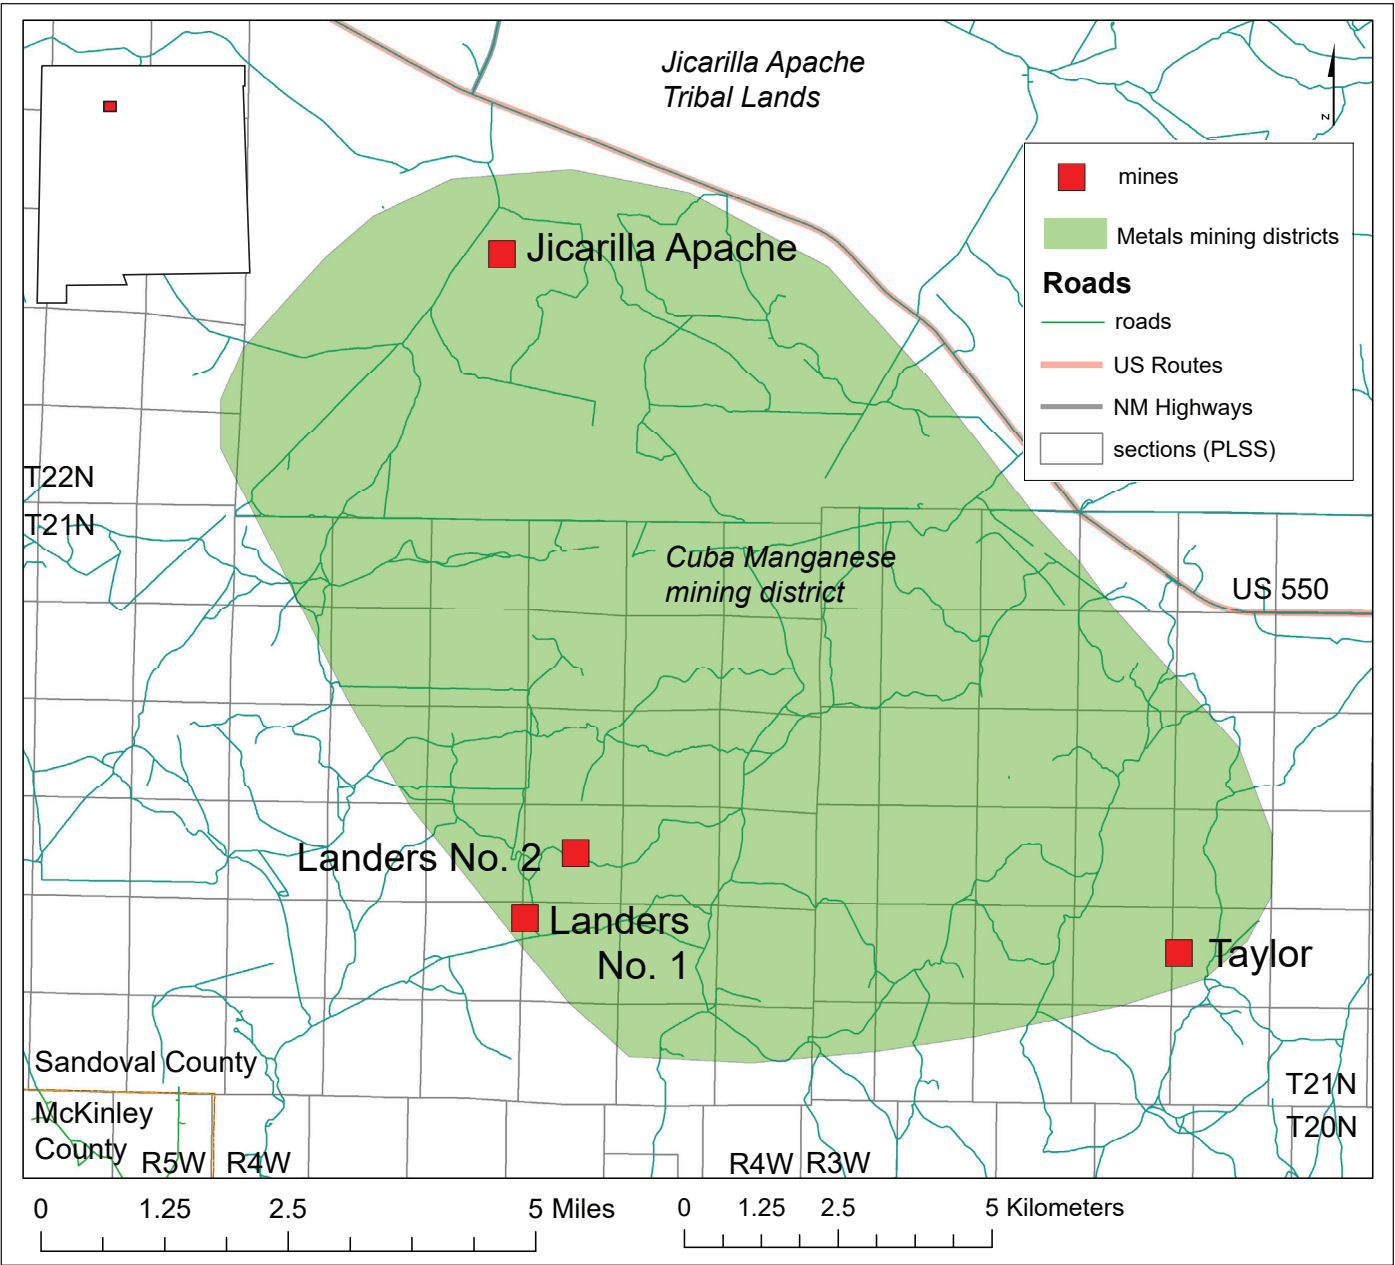 Jicarilla Apache
Tribal Lands
N
mines
Metals mining districts
Roads
roads
US Routes
NM Highways
sections (PLSS)
Jicarilla Apache
T22N
T21N
Cuba Manganese
mining district
US 550
Landers No. 2
Landers
No. 1
Taylor
Sandoval County
McKinley
County
R5W
R4W
R4W
R3W
T21N
T20N
0 1.25 2.5 5 Miles
0 1.25 2.5 5 Kilometers